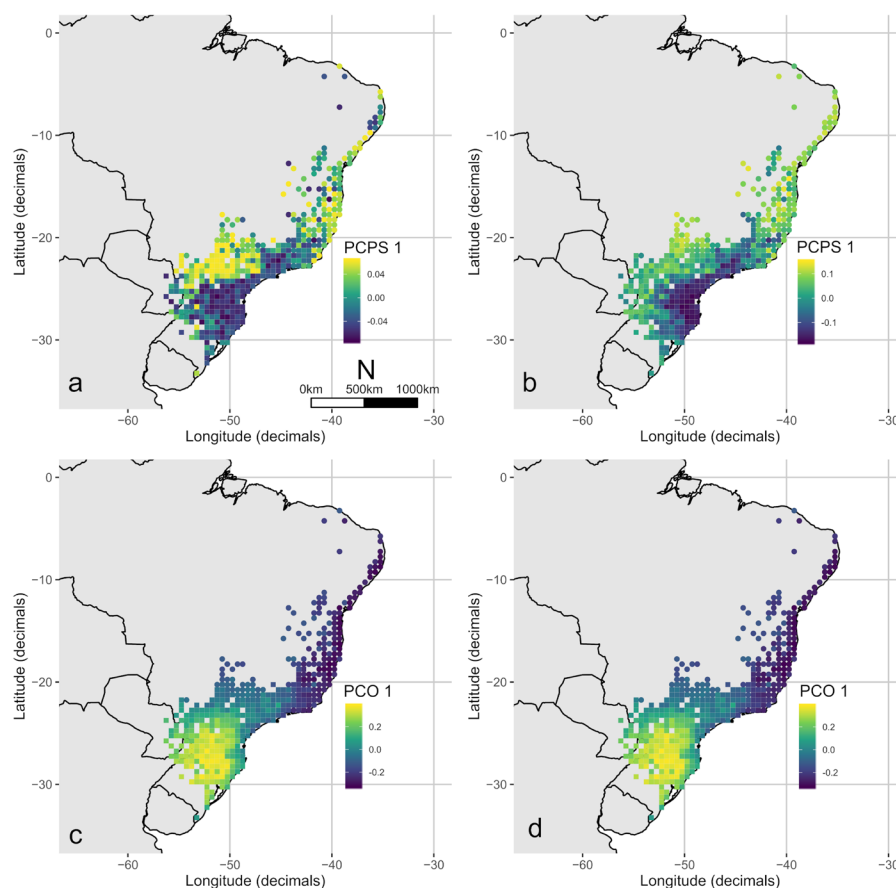 0
−10
−20
−30
Latitude (decimals)
PCPS 1
0.04
0.00
−0.04
a
N
0km 500km 1000km
−60 −50 −40 −30
Longitude (decimals)
0
−10
−20
−30
Latitude (decimals)
PCPS 1
0.1
0.0
−0.1
b
−60 −50 −40 −30
Longitude (decimals)
0
−10
−20
−30
Latitude (decimals)
PCO 1
0.2
0.0
−0.2
c
−60 −50 −40 −30
Longitude (decimals)
0
−10
−20
−30
Latitude (decimals)
PCO 1
0.2
0.0
−0.2
d
−60 −50 −40 −30
Longitude (decimals)